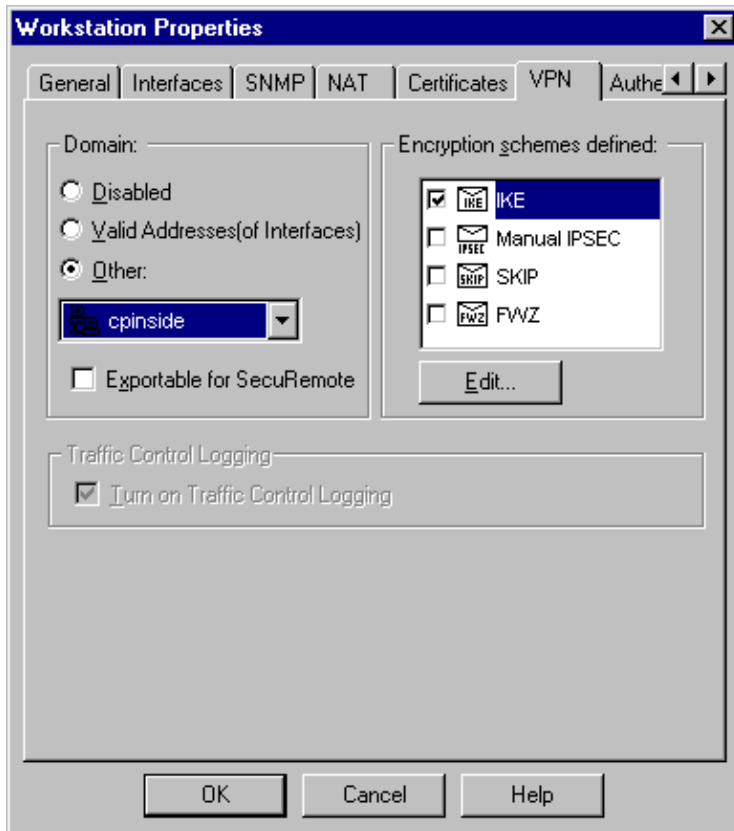 Workstation Properties
General Interfaces SNMP NAT Certificates VPN Authe
Domain:
Disabled
Valid Addresses(of Interfaces)
Other:
cpinside
Exportable for SecuRemote
Encryption schemes defined:
IKE IKE
IPSEC Manual IPSEC
SKIP SKIP
FWZ FWZ
Edit...
Traffic Control Logging
Turn on Traffic Control Logging
OK Cancel Help